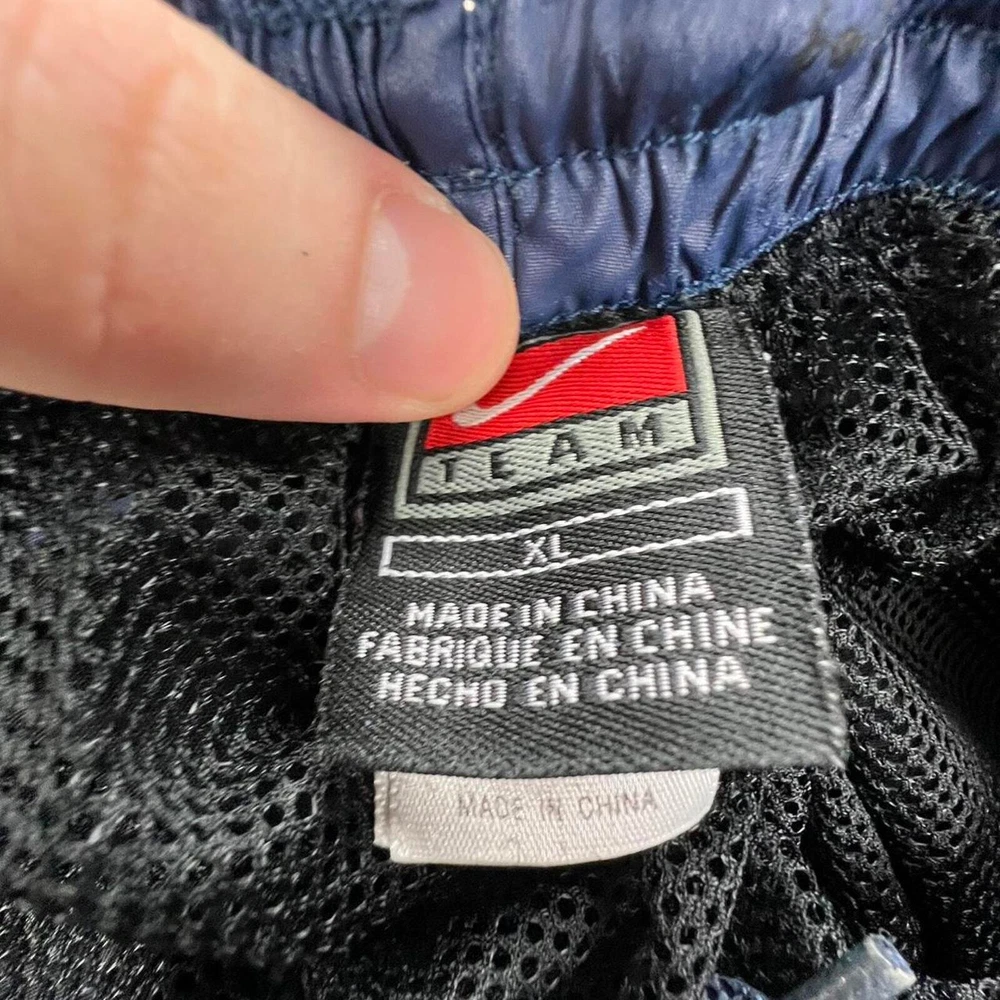 TEAM
XL
MADE IN CHINA
FABRIQUE EN CHINE
HECHO EN CHINA
MADE IN CHINA